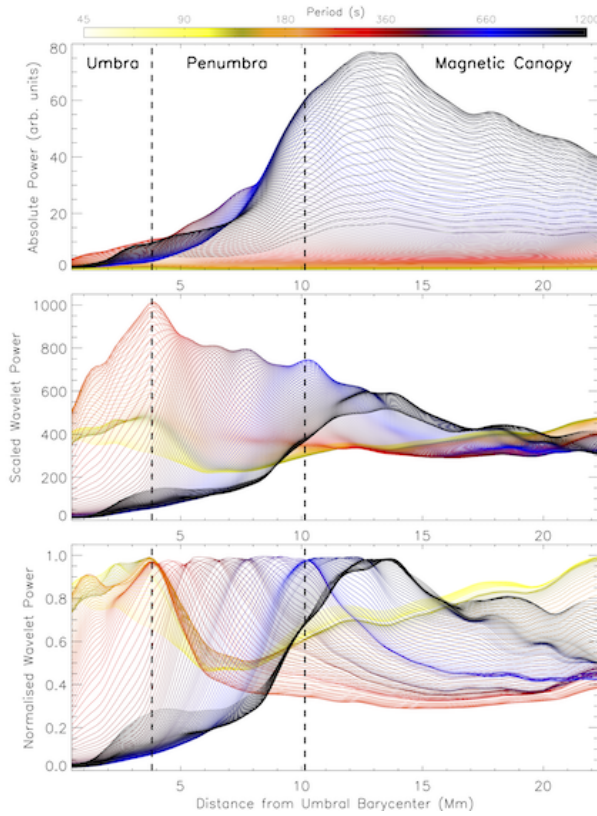 Period (s)
45 90 180 360 660 1200
Umbra Penumbra Magnetic Canopy
Absolute Power (arb. units)
80
60
40
20
0
5 10 15 20
Scaled Wavelet Power
1000
800
600
400
200
0
5 10 15 20
Normalised Wavelet Power
1.0
0.8
0.6
0.4
0.2
0.0
5 10 15 20
Distance from Umbral Barycenter (Mm)